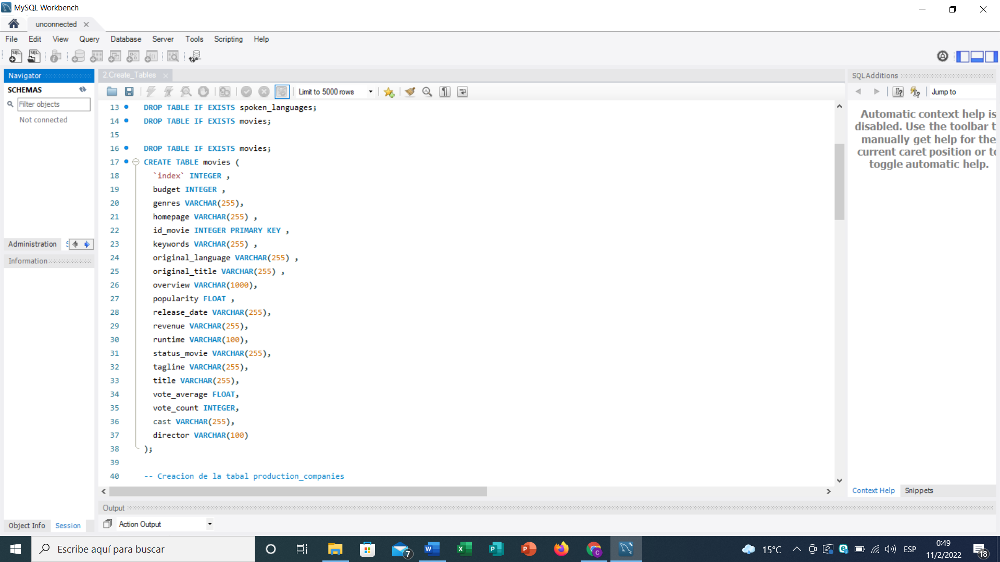 MySQL Workbench
unconnected
File Edit View Query Database Server Tools Scripting Help
Navigator
SCHEMAS
Filter objects
Not connected
Administration
Information
Object Info Session
2.Create_Tables
Limit to 5000 rows
13 DROP TABLE IF EXISTS spoken_languages;
14 DROP TABLE IF EXISTS movies;
15
16 DROP TABLE IF EXISTS movies;
17 CREATE TABLE movies (
18 `index` INTEGER ,
19 budget INTEGER ,
20 genres VARCHAR(255),
21 homepage VARCHAR(255) ,
22 id_movie INTEGER PRIMARY KEY ,
23 keywords VARCHAR(255) ,
24 original_language VARCHAR(255) ,
25 original_title VARCHAR(255) ,
26 overview VARCHAR(1000),
27 popularity FLOAT ,
28 release_date VARCHAR(255),
29 revenue VARCHAR(255),
30 runtime VARCHAR(100),
31 status_movie VARCHAR(255),
32 tagline VARCHAR(255),
33 title VARCHAR(255),
34 vote_average FLOAT,
35 vote_count INTEGER,
36 cast VARCHAR(255),
37 director VARCHAR(100)
38 );
39
40 -- Creacion de la tabal production_companies
Output
Action Output
SQLAdditions
Jump to
Automatic context help is
disabled. Use the toolbar t
manually get help for the
current caret position or to
toggle automatic help.
Context Help Snippets
Escribe aquí para buscar
7
15°C
ESP
0:49
11/2/2022
18